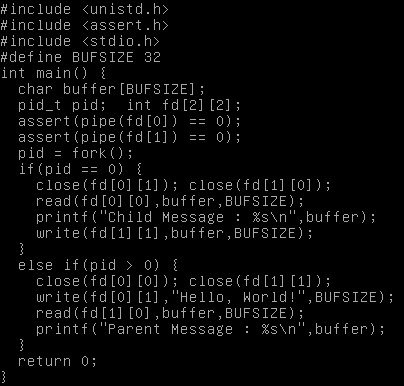 #include <unistd.h>
#include <assert.h>
#include <stdio.h>
#define BUFSIZE 32
int main() {
  char buffer[BUFSIZE];
  pid_t pid;  int fd[2][2];
  assert(pipe(fd[0]) == 0);
  assert(pipe(fd[1]) == 0);
  pid = fork();
  if(pid == 0) {
    close(fd[0][1]); close(fd[1][0]);
    read(fd[0][0],buffer,BUFSIZE);
    printf("Child Message : %s\n",buffer);
    write(fd[1][1],buffer,BUFSIZE);
  }
  else if(pid > 0) {
    close(fd[0][0]); close(fd[1][1]);
    write(fd[0][1],"Hello, World!",BUFSIZE);
    read(fd[1][0],buffer,BUFSIZE);
    printf("Parent Message : %s\n",buffer);
  }
  return 0;
}